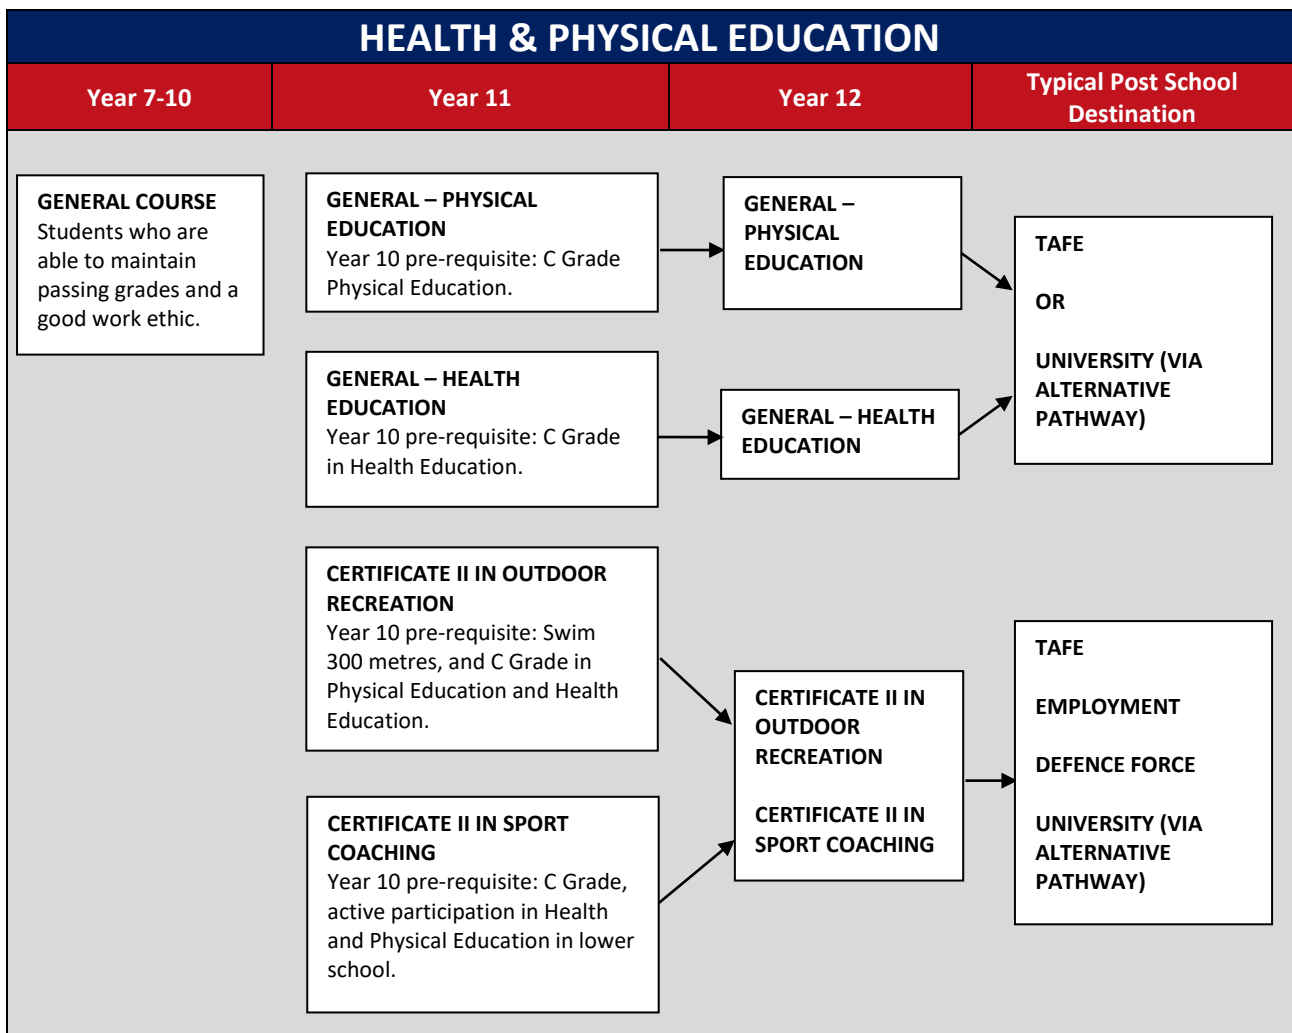 HEALTH & PHYSICAL EDUCATION
Year 7-10
Year 11
Year 12
Typical Post School
Destination
GENERAL COURSE
Students who are
able to maintain
passing grades and a
good work ethic.
GENERAL – PHYSICAL
EDUCATION
Year 10 pre-requisite: C Grade
Physical Education.
GENERAL –
PHYSICAL
EDUCATION
GENERAL – HEALTH
EDUCATION
Year 10 pre-requisite: C Grade
in Health Education.
GENERAL – HEALTH
EDUCATION
TAFE
OR
UNIVERSITY (VIA
ALTERNATIVE
PATHWAY)
CERTIFICATE II IN OUTDOOR
RECREATION
Year 10 pre-requisite: Swim
300 metres, and C Grade in
Physical Education and Health
Education.
CERTIFICATE II IN SPORT
COACHING
Year 10 pre-requisite: C Grade,
active participation in Health
and Physical Education in lower
school.
CERTIFICATE II IN
OUTDOOR
RECREATION
CERTIFICATE II IN
SPORT COACHING
TAFE
EMPLOYMENT
DEFENCE FORCE
UNIVERSITY (VIA
ALTERNATIVE
PATHWAY)